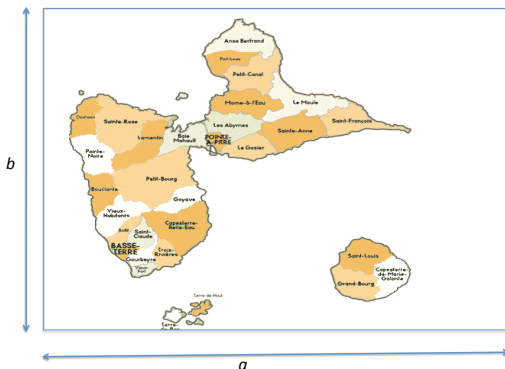 Anse Bertrand
Port-Louis
Petit-Canal
Morne-à-l'Eau
Le Moule
Deshaies
Sainte-Rose
Les Abymes
Saint-François
Lamentin
Baie
Mahault
POINTE
-À-PITRE
Sainte-Anne
Pointe-
Noire
Le Gosier
b
Petit-Bourg
Bouillante
Goyave
Vieux-
Habitants
Capesterre-
Belle-Eau
Saint-
Claude
BASSE-
TERRE
Gourbeyre
Trois-
Rivières
Vieux-
Fort
Saint-Louis
Capesterre-
de-Marie-
Galante
Grand-Bourg
Terre-de-Haut
Terre-
de-Bas
a